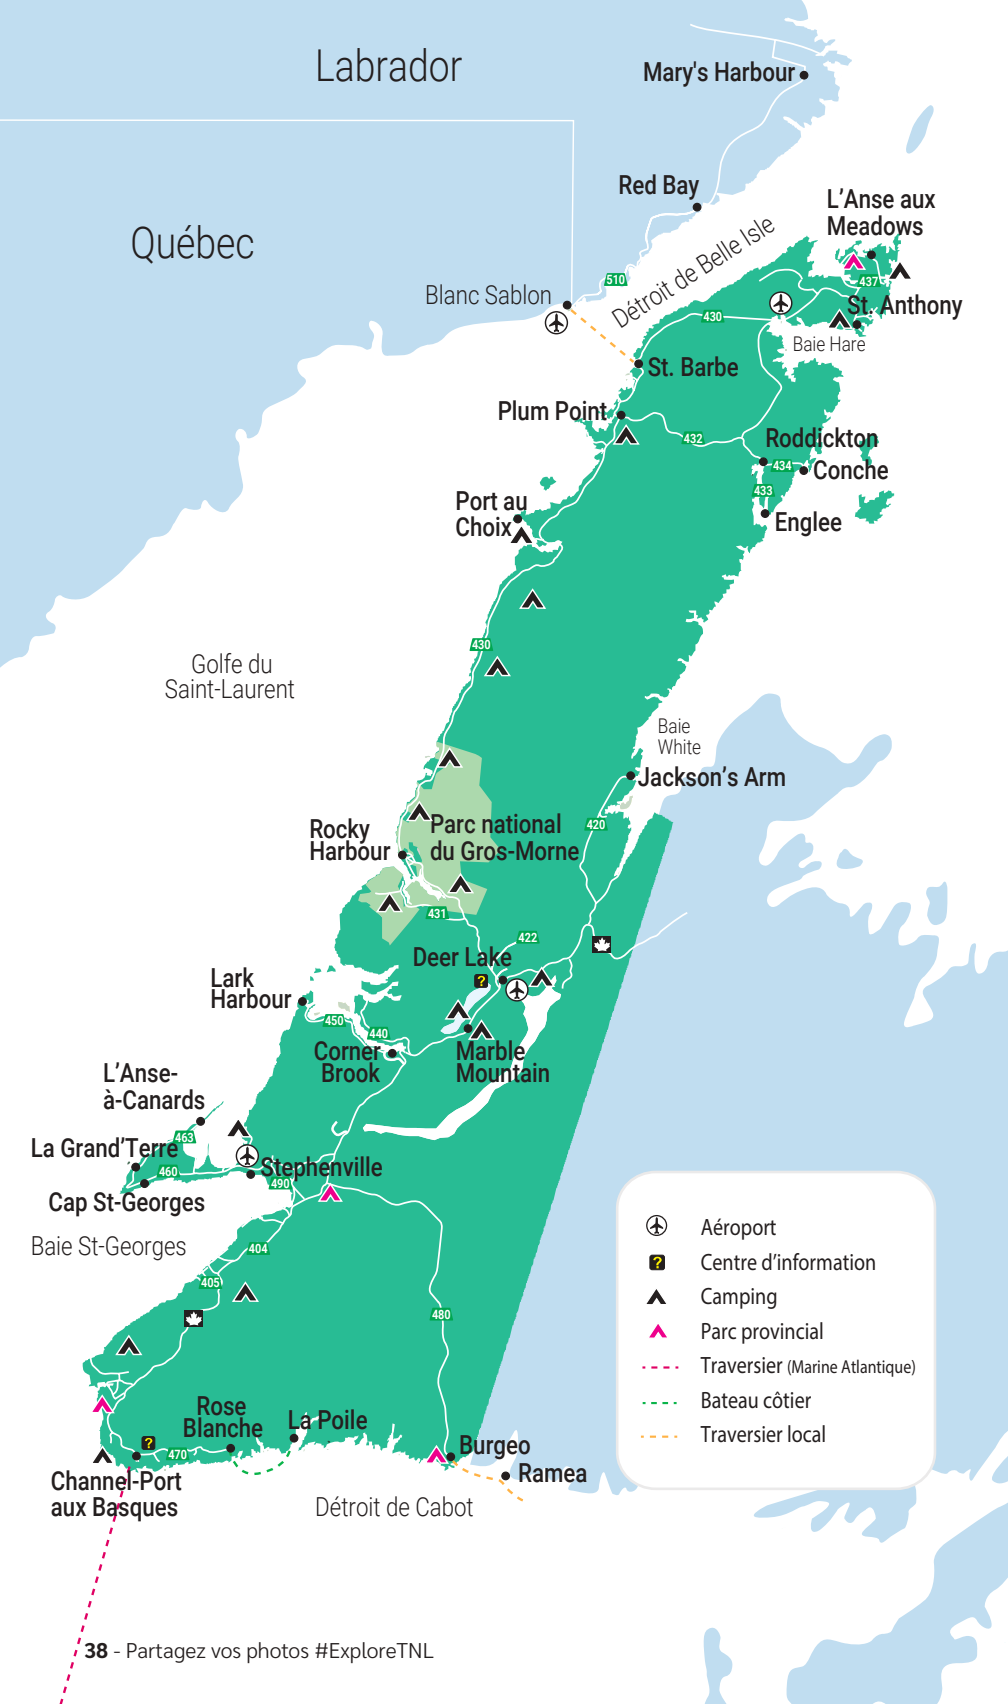 Labrador
Mary's Harbour
Red Bay
L'Anse aux
Meadows
Québec
Détroit de Belle Isle
510
437
Blanc Sablon
St. Anthony
430
Baie Hare
St. Barbe
Plum Point
432
Roddickton
434
Conche
433
Port au
Choix
Englee
430
Golfe du
Saint-Laurent
Baie
White
Jackson's Arm
420
Rocky
Harbour
Parc national
du Gros-Morne
431
422
Deer Lake
?
Lark
Harbour
450
440
Corner
Brook
Marble
Mountain
L'Anse-
à-Canards
463
La Grand'Terre
460
Stephenville
490
Cap St-Georges
Baie St-Georges
404
405
480
Rose
Blanche
La Poile
?
470
Burgeo
Ramea
Channel-Port
aux Basques
Détroit de Cabot
Aéroport
? Centre d'information
Camping
Parc provincial
Traversier (Marine Atlantique)
Bateau côtier
Traversier local
38 - Partagez vos photos #ExploreTNL